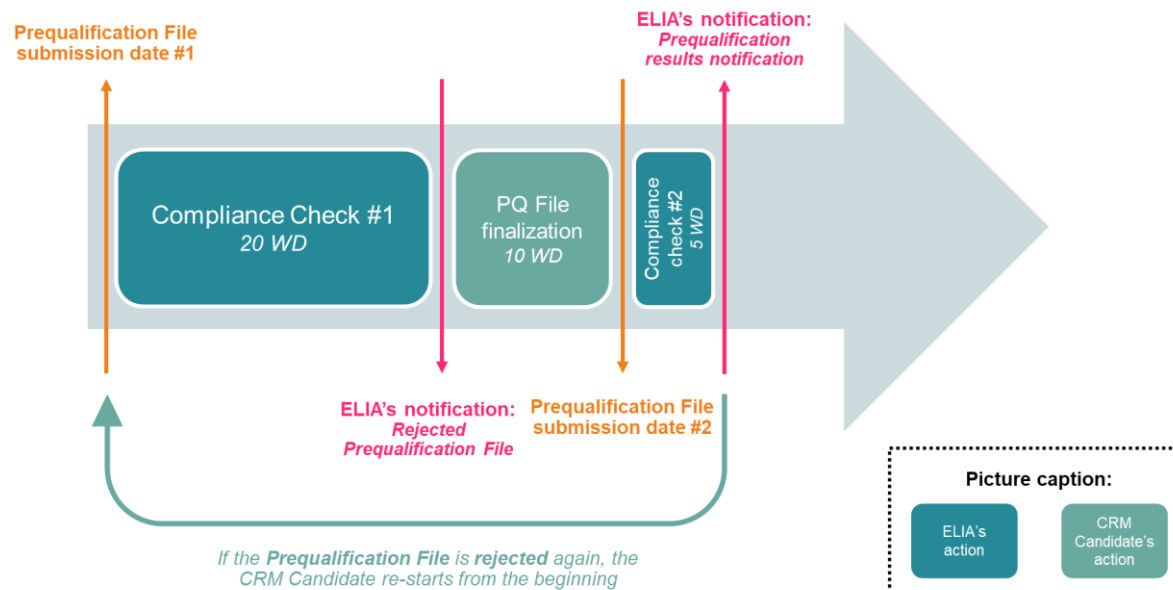 Prequalification File
submission date #1
ELIA's notification:
Prequalification
results notification
Compliance Check #1
20 WD
PQ File
finalization
10 WD
Compliance
check #2
5 WD
ELIA's notification:
Rejected
Prequalification File
Prequalification File
submission date #2
If the Prequalification File is rejected again, the
CRM Candidate re-starts from the beginning
Picture caption:
ELIA's
action
CRM
Candidate's
action